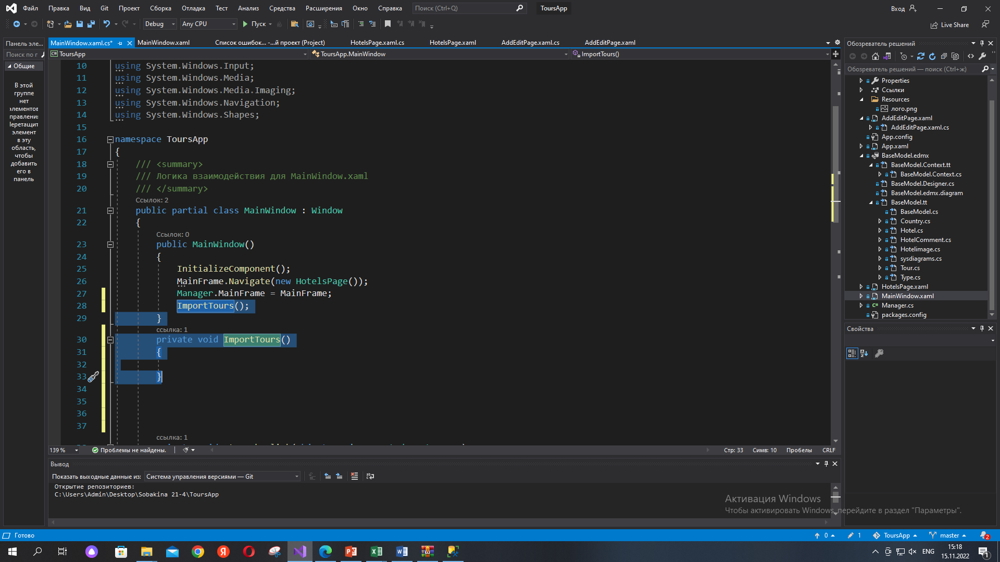 Файл Правка Вид Git Проект Сборка Отладка Тест Анализ Средства Расширения Окно Справка Поиск (Ctrl+Q) ToursApp Вход
Debug Any CPU Пуск Live Share
Панель эле...
Поиск по г
Общие
В этой
группе
нет
элементов
правления
элемент
в эту
область,
чтобы
добавить
его в
панель
MainWindow.xaml.cs* MainWindow.xaml Список ошибок... -...й проект (Project) HotelsPage.xaml.cs HotelsPage.xaml AddEditPage.xaml.cs AddEditPage.xaml
ToursApp ToursApp.MainWindow ImportTours()
10 using System.Windows.Input;
11 using System.Windows.Media;
12 using System.Windows.Media.Imaging;
13 using System.Windows.Navigation;
14 using System.Windows.Shapes;
15
16 namespace ToursApp
17 {
18 /// <summary>
19 /// Логика взаимодействия для MainWindow.xaml
20 /// </summary>
Ссылок: 2
21 public partial class MainWindow : Window
22 {
Ссылок: 0
23 public MainWindow()
24 {
25 InitializeComponent();
26 MainFrame.Navigate(new HotelsPage());
27 Manager.MainFrame = MainFrame;
28 ImportTours();
29 }
ссылка: 1
30 private void ImportTours()
31 {
32
33 }
34
35
36
37
ссылка: 1
139 % Проблемы не найдены. Стр: 33 Симв: 10 Пробелы CRLF
Вывод
Показать выходные данные из: Система управления версиями — Git
Открытие репозиториев:
C:\Users\Admin\Desktop\Sobakina 21-4\ToursApp
Обозреватель решений
Обозреватель решений — поиск (Ctrl+ж)
Properties
Ссылки
Resources
лого.png
AddEditPage.xaml
AddEditPage.xaml.cs
App.config
App.xaml
BaseModel.edmx
BaseModel.Context.tt
BaseModel.Context.cs
BaseModel.Designer.cs
BaseModel.edmx.diagram
BaseModel.tt
BaseModel.cs
Country.cs
Hotel.cs
HotelComment.cs
Hotelimage.cs
sysdiagrams.cs
Tour.cs
Type.cs
HotelsPage.xaml
MainWindow.xaml
Manager.cs
packages.config
Свойства
Активация Windows
Чтобы активировать Windows, перейдите в раздел "Параметры".
Готово 0 1 ToursApp master 2
ENG 15:18
15.11.2022 1